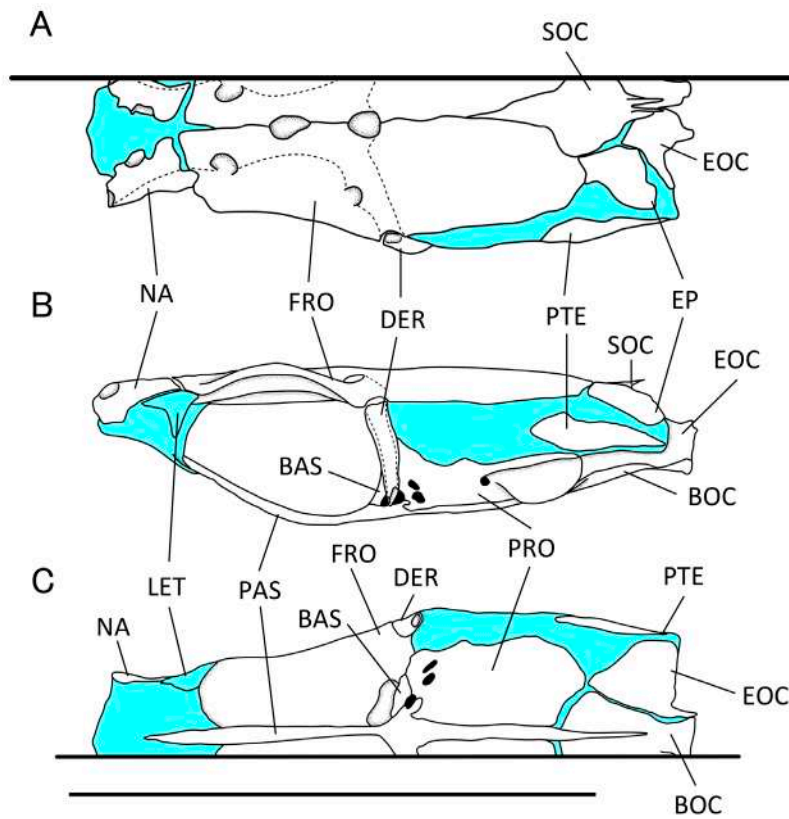 A
SOC
EOC
NA FRO DER PTE EP
B
SOC EOC
BAS
BOC
FRO PRO
C
LET PAS BAS DER PTE
NA
EOC
BOC